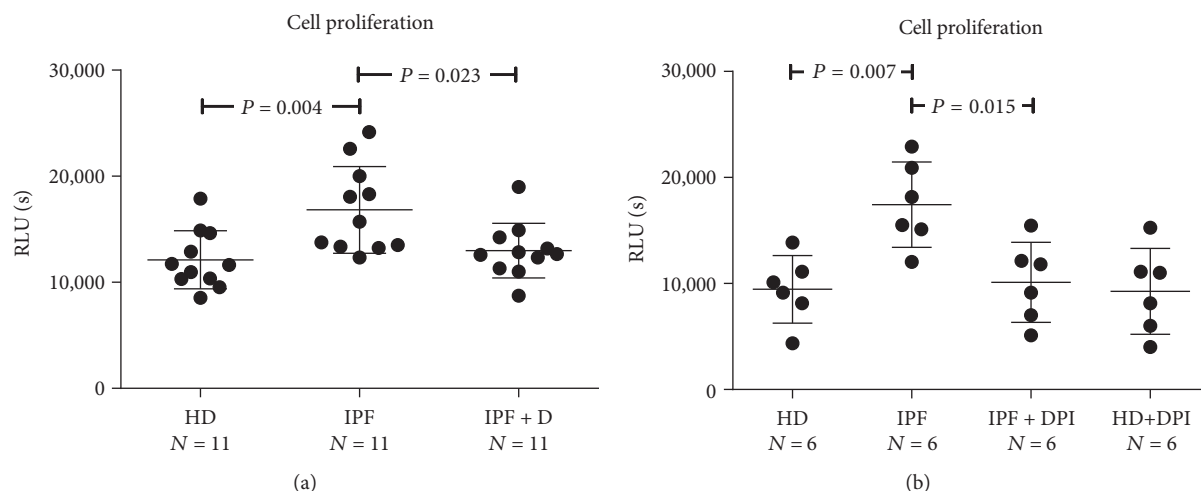 Cell proliferation
30,000
20,000
10,000
0
RLU (s)
P = 0.004
P = 0.023
HD
N = 11
IPF
N = 11
IPF + D
N = 11
(a)
Cell proliferation
30,000
20,000
10,000
0
RLU (s)
P = 0.007
P = 0.015
HD
N = 6
IPF
N = 6
IPF + DPI
N = 6
HD+DPI
N = 6
(b)